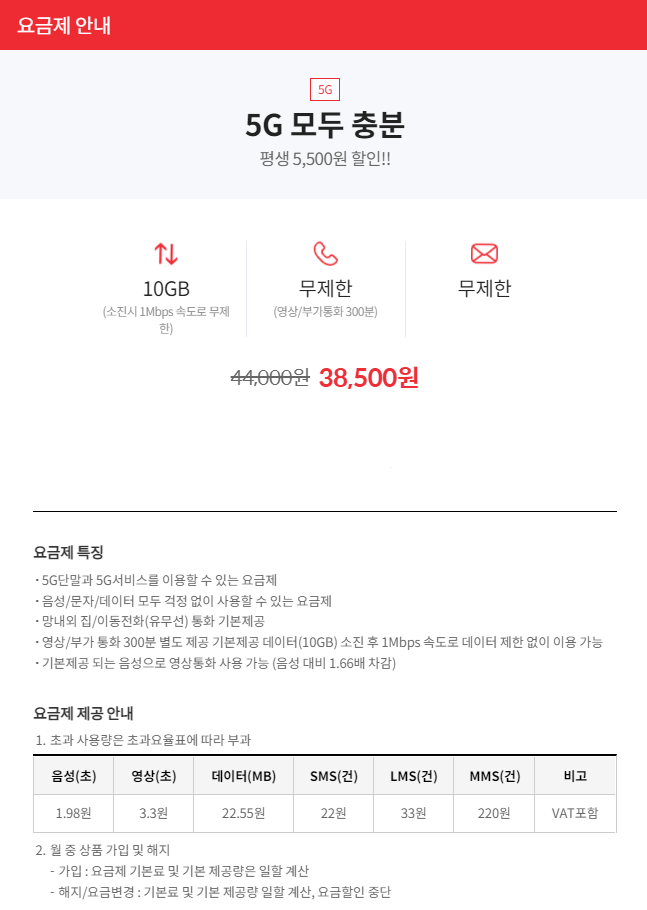 요금제 안내
5G
5G 모두 충분
평생 5,500원 할인!!
10GB
(소진시 1Mbps 속도로 무제
한)
무제한
(영상/부가통화 300분)
무제한
44,000원 38,500원
요금제 특징
· 5G단말과 5G서비스를 이용할 수 있는 요금제
· 음성/문자/데이터 모두 걱정 없이 사용할 수 있는 요금제
· 망내외 집/이동전화(유무선) 통화 기본제공
· 영상/부가 통화 300분 별도 제공 기본제공 데이터(10GB) 소진 후 1Mbps 속도로 데이터 제한 없이 이용 가능
· 기본제공 되는 음성으로 영상통화 사용 가능 (음성 대비 1.66배 차감)
요금제 제공 안내
1. 초과 사용량은 초과요율표에 따라 부과
음성(초) 영상(초) 데이터(MB) SMS(건) LMS(건) MMS(건) 비고
1.98원 3.3원 22.55원 22원 33원 220원 VAT포함
2. 월 중 상품 가입 및 해지
- 가입 : 요금제 기본료 및 기본 제공량은 일할 계산
- 해지/요금변경 : 기본료 및 기본 제공량 일할 계산, 요금할인 중단